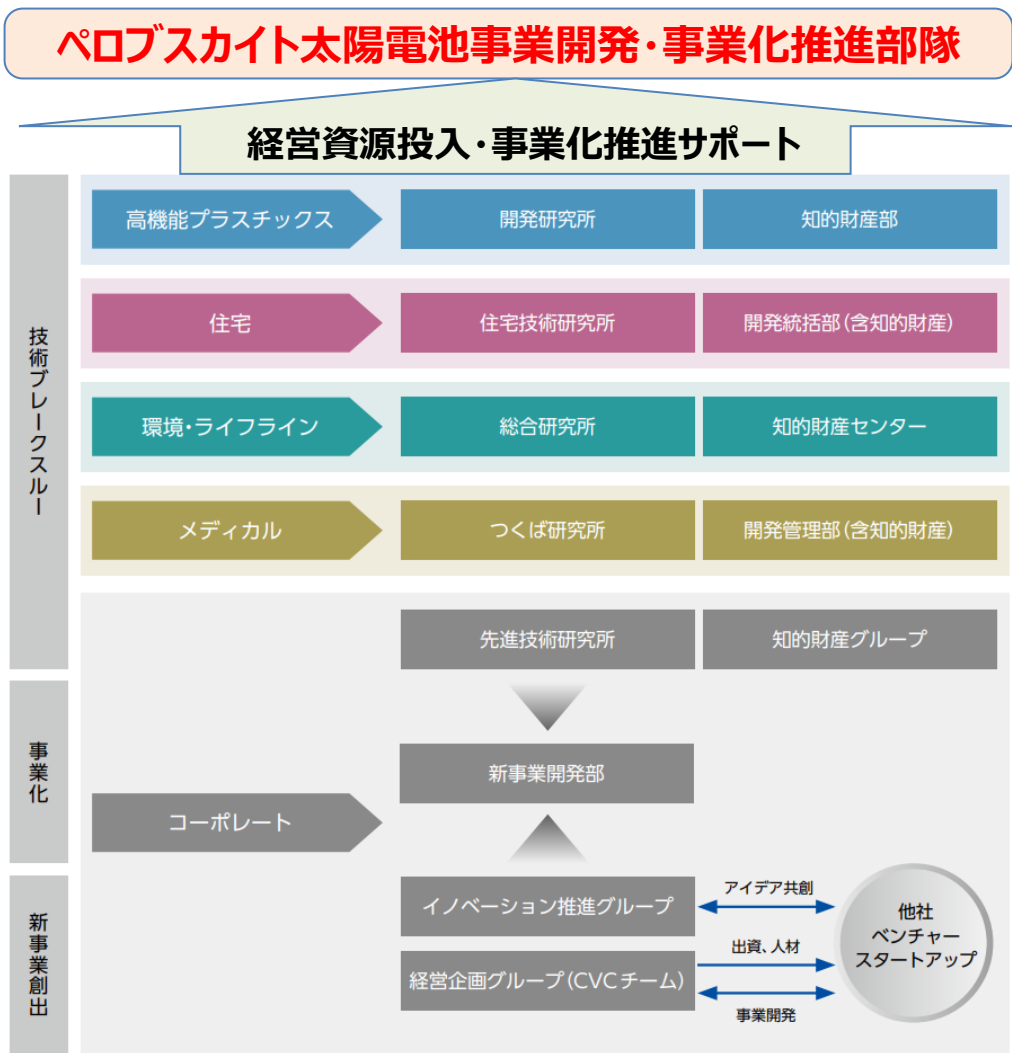 ペロブスカイト太陽電池事業開発・事業化推進部隊
経営資源投入・事業化推進サポート
技術ブレークスルー
高機能プラスチックス
開発研究所
知的財産部
住宅
住宅技術研究所
開発統括部(含知的財産)
環境・ライフライン
総合研究所
知的財産センター
メディカル
つくば研究所
開発管理部(含知的財産)
先進技術研究所
知的財産グループ
事業化
新事業開発部
コーポレート
新事業創出
イノベーション推進グループ
アイデア共創
経営企画グループ(CVCチーム)
出資、人材
事業開発
他社
ベンチャー
スタートアップ